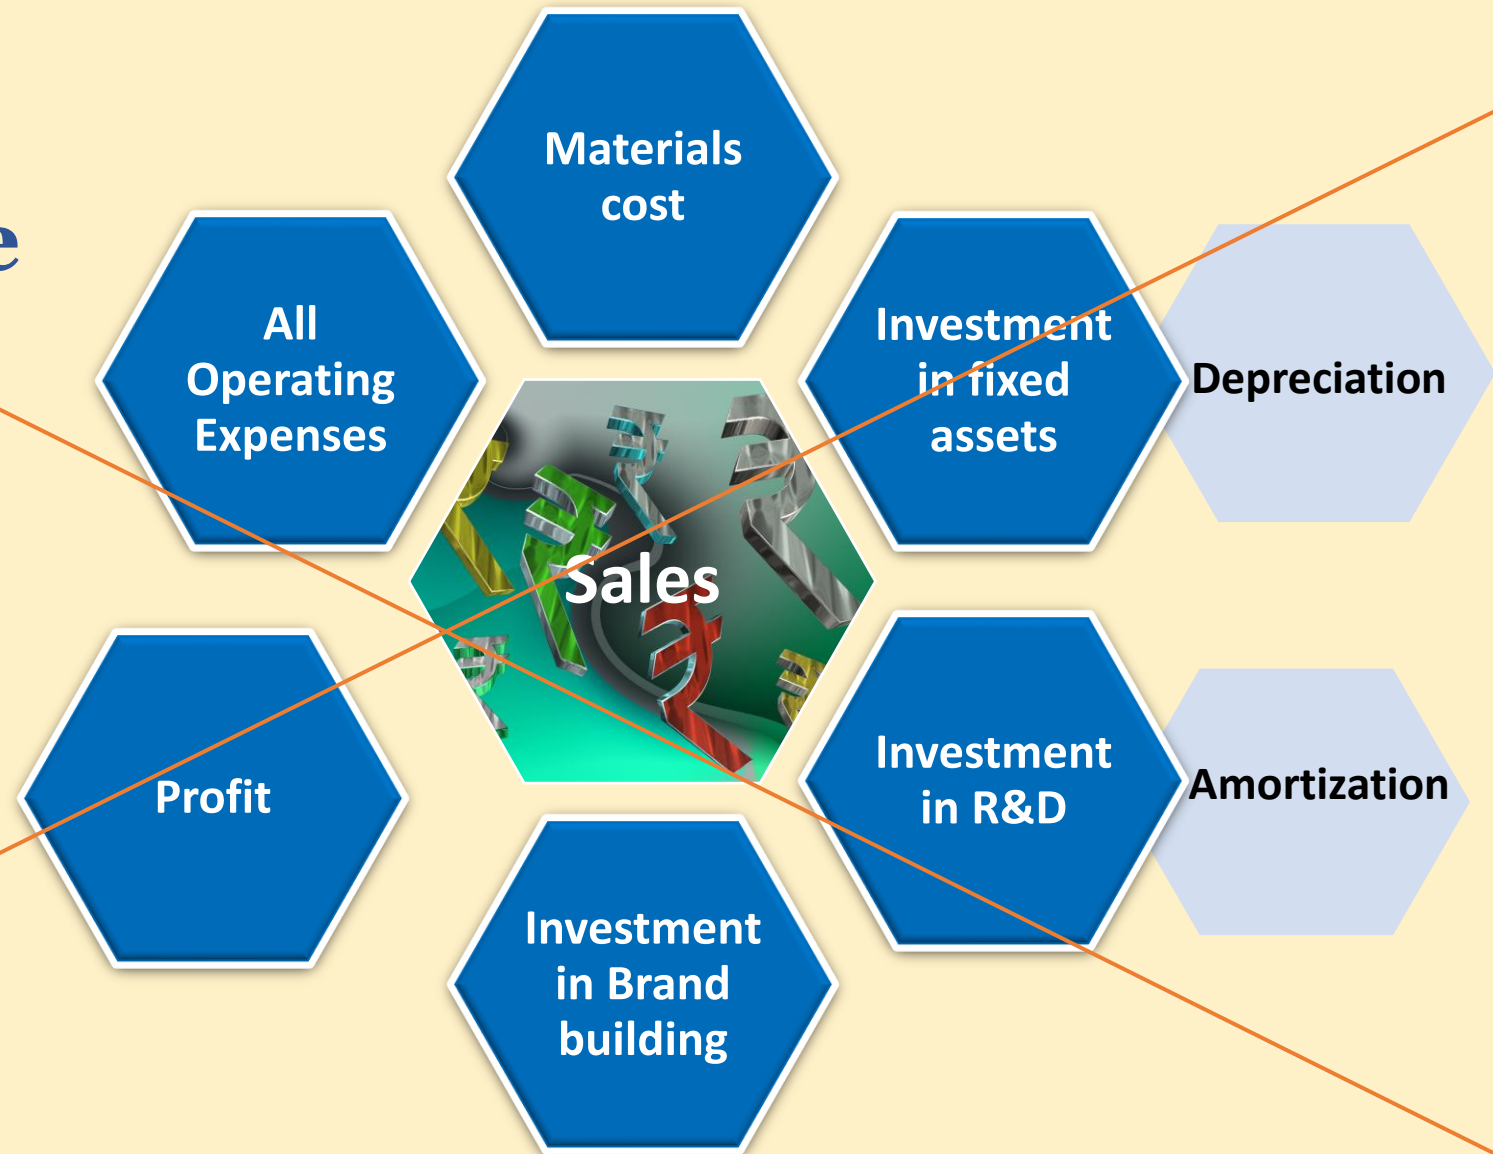 Materials
cost
e
All
Operating
Expenses
Investment
in fixed
assets
Depreciation
Sales
Profit
Investment
in R&D
Amortization
Investment
in Brand
building